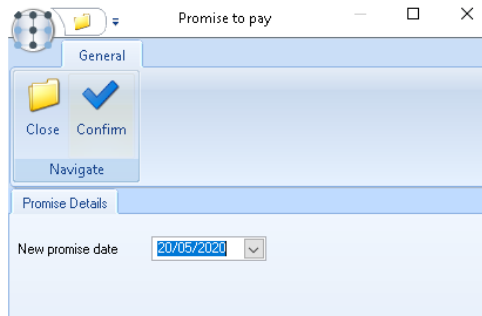 Promise to pay
General
Close Confirm
Navigate
Promise Details
New promise date 20/05/2020